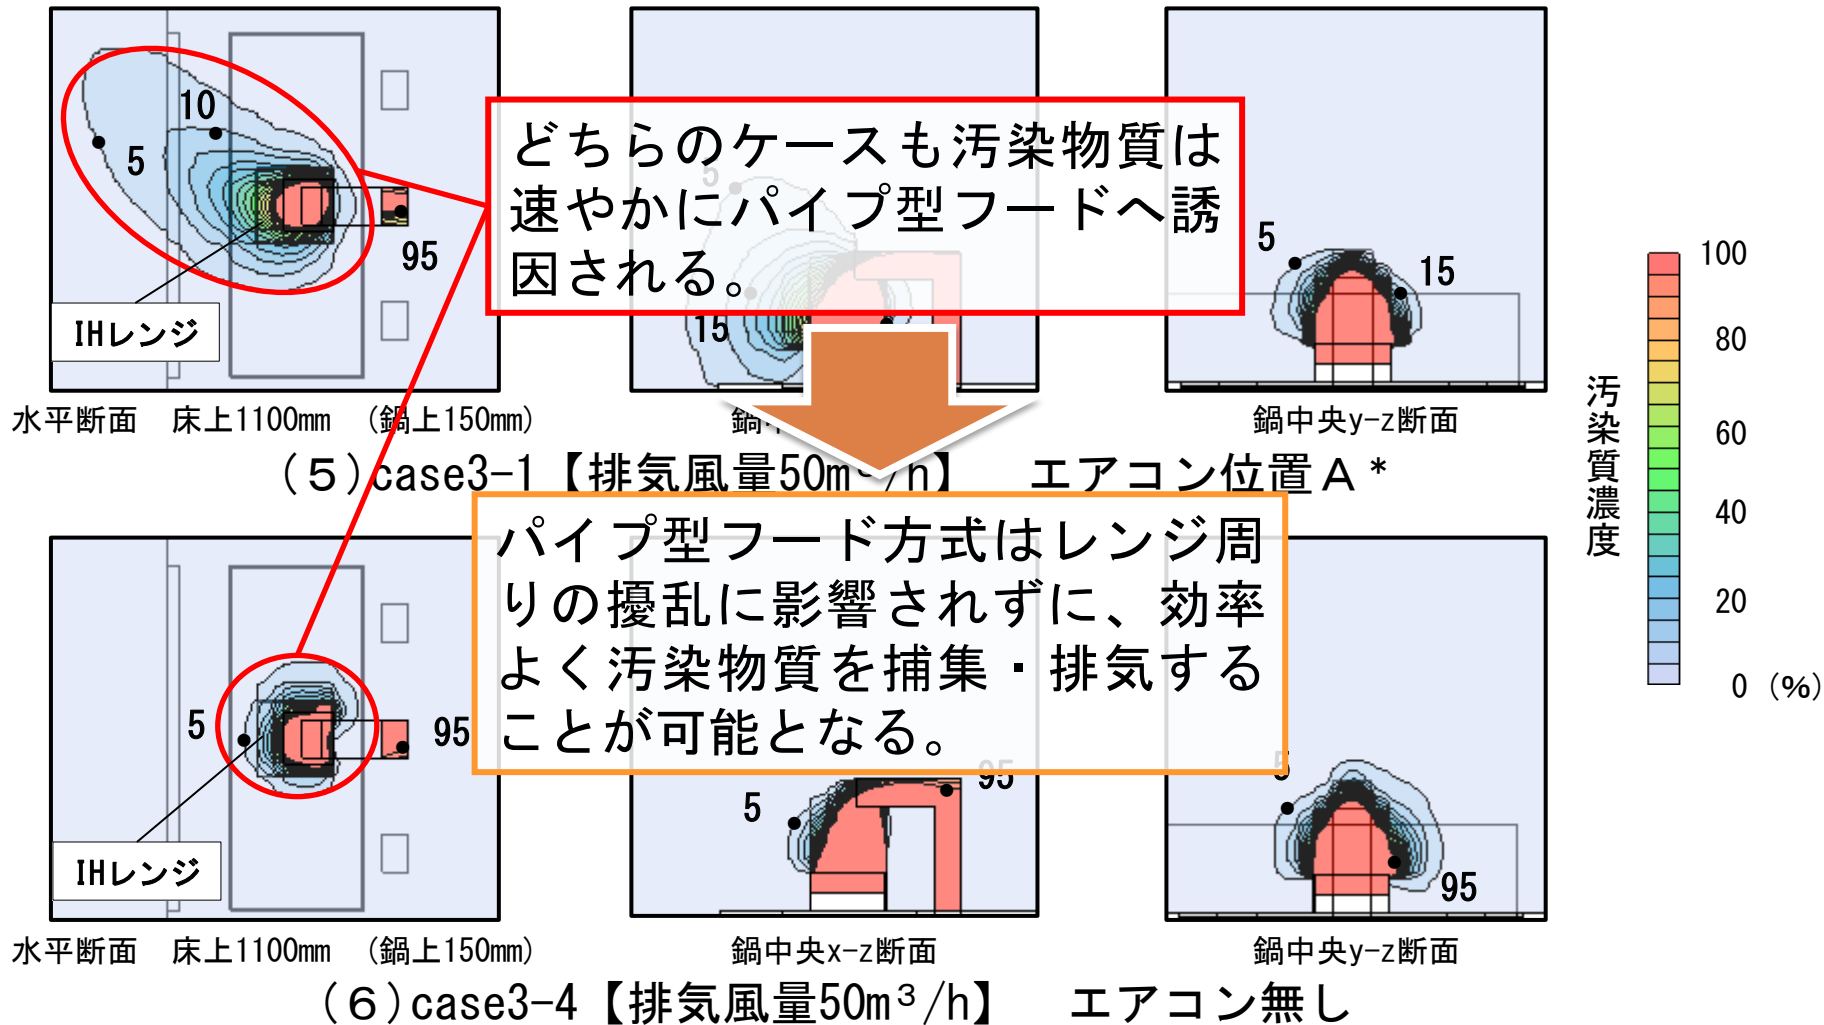 10
5
95
IHレンジ
どちらのケースも汚染物質は
速やかにパイプ型フードへ誘
因される。
5
15
5
15
水平断面 床上1100mm (鍋上150mm)
鍋中
鍋中央y-z断面
(5)case3-1【排気風量50m³/h】 エアコン位置A*
汚染質濃度
100
80
60
40
20
0 (%)
パイプ型フード方式はレンジ周
りの擾乱に影響されずに、効率
よく汚染物質を捕集・排気する
ことが可能となる。
5
95
IHレンジ
5
95
5
95
水平断面 床上1100mm (鍋上150mm)
鍋中央x-z断面
鍋中央y-z断面
(6)case3-4【排気風量50m³/h】 エアコン無し